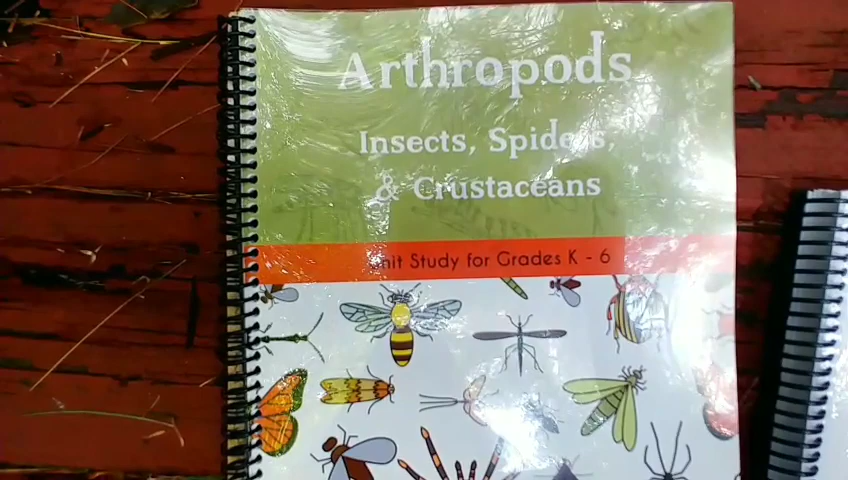 Arthropods
Insects, Spiders,
& Crustaceans
Unit Study for Grades K - 6